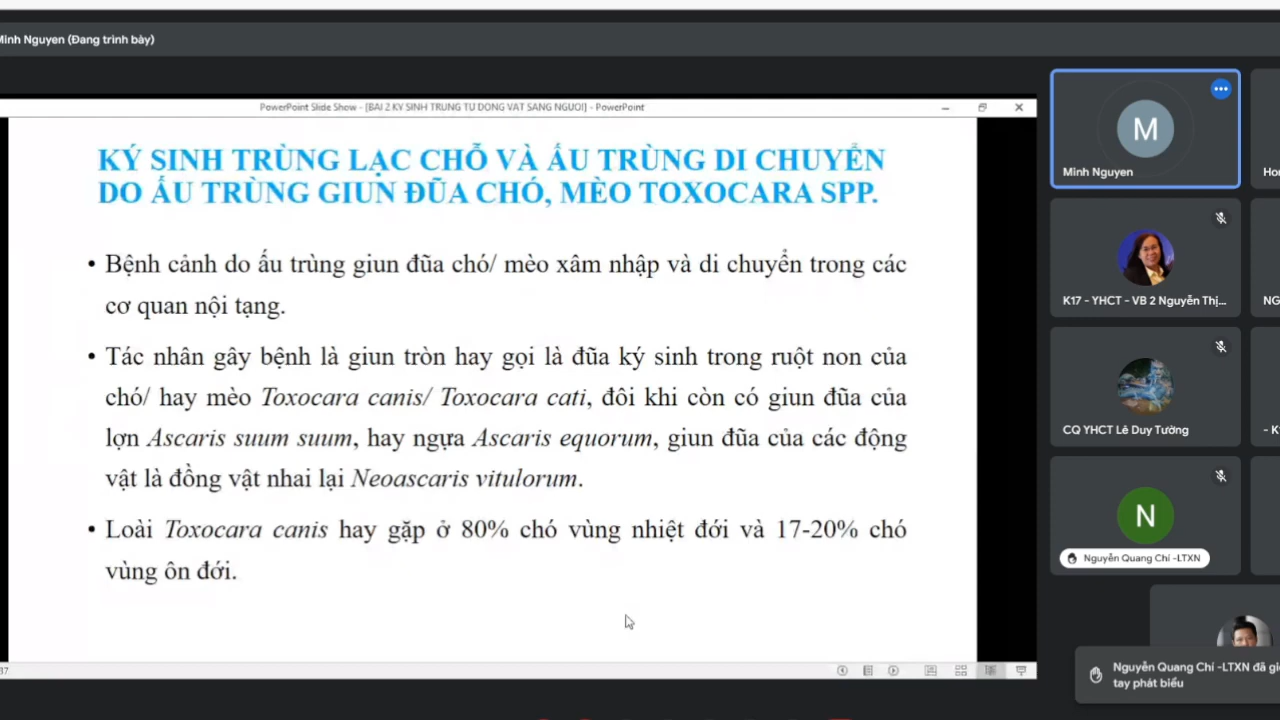 Minh Nguyen (Đang trình bày)
PowerPoint Slide Show - [BAI 2.KY SINH TRUNG TU DONG VAT SANG NGUOI] - PowerPoint
KÝ SINH TRÙNG LẠC CHỖ VÀ ẤU TRÙNG DI CHUYỂN
DO ẤU TRÙNG GIUN ĐŨA CHÓ, MÈO TOXOCARA SPP.
• Bệnh cảnh do ấu trùng giun đũa chó/ mèo xâm nhập và di chuyển trong các
cơ quan nội tạng.
• Tác nhân gây bệnh là giun tròn hay gọi là đũa ký sinh trong ruột non của
chó/ hay mèo Toxocara canis/ Toxocara cati, đôi khi còn có giun đũa của
lợn Ascaris suum suum, hay ngựa Ascaris equorum, giun đũa của các động
vật là đồng vật nhai lại Neoascaris vitulorum.
• Loài Toxocara canis hay gặp ở 80% chó vùng nhiệt đới và 17-20% chó
vùng ôn đới.
M
Minh Nguyen
K17 - YHCT - VB 2 Nguyễn Thị...
NG
CQ YHCT Lê Duy Tường
- K
N
Nguyễn Quang Chí -LTXN
Nguyễn Quang Chí -LTXN đã
tay phát biểu